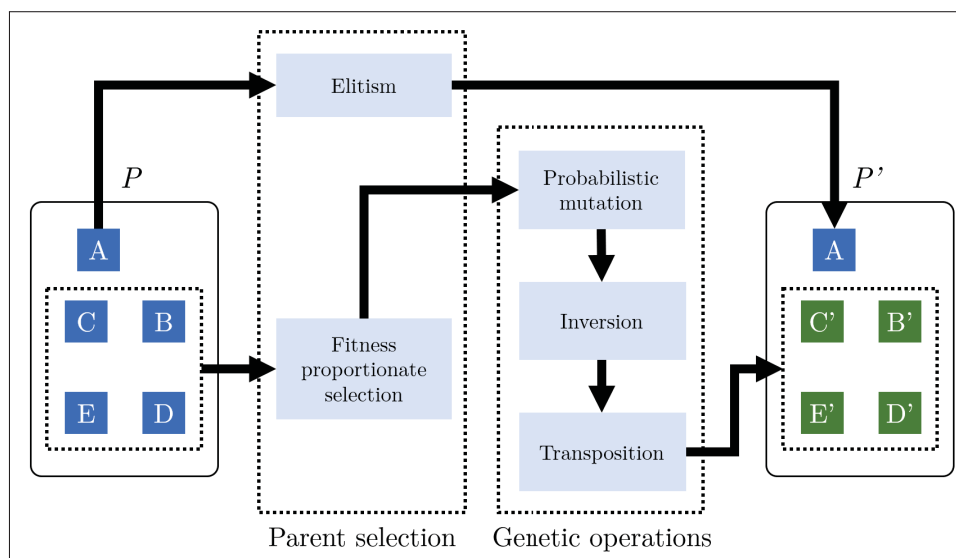 Elitism
P
P'
Probabilistic
mutation
A
A
C
B
C'
B'
Inversion
Fitness
proportionate
selection
E
D
E'
D'
Transposition
Parent selection
Genetic operations